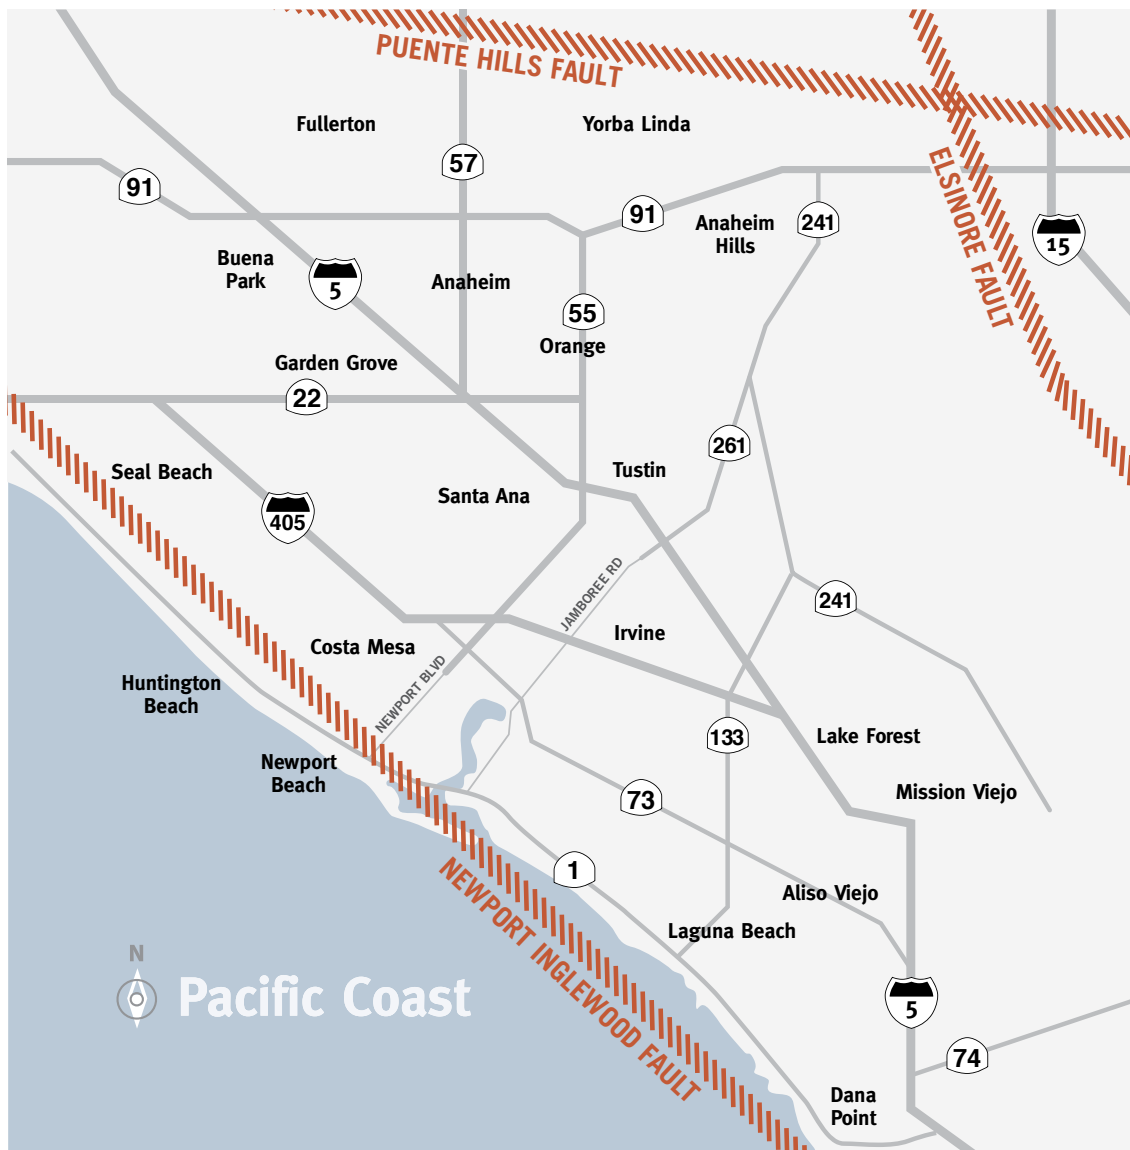 PUENTE HILLS FAULT
Fullerton
Yorba Linda
57
91
ELSINORE FAULT
91
Anaheim
Hills
241
15
Buena
Park
5
Anaheim
55
Orange
Garden Grove
22
261
Seal Beach
Tustin
Santa Ana
405
JAMBOREE RD
241
Irvine
Costa Mesa
NEWPORT BLVD
Huntington
Beach
133
Lake Forest
Newport
Beach
73
Mission Viejo
1
NEWPORT INGLEWOOD FAULT
Aliso Viejo
Laguna Beach
N
Pacific Coast
5
74
Dana
Point